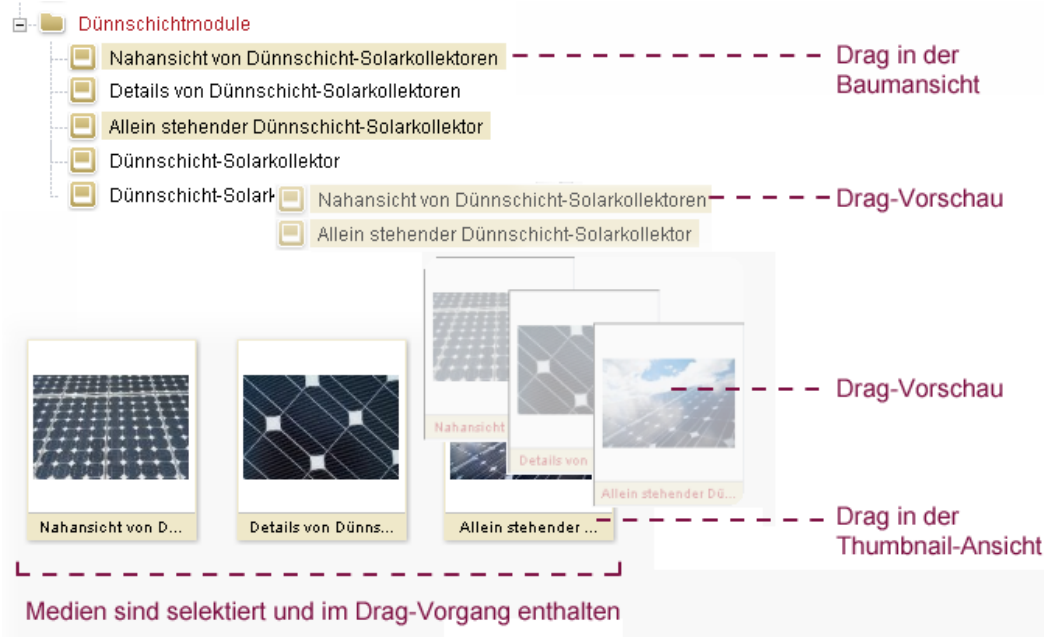 Dünnschichtmodule
Nahansicht von Dünnschicht-Solarkollektoren
Drag in der
Baumansicht
Details von Dünnschicht-Solarkollektoren
Allein stehender Dünnschicht-Solarkollektor
Dünnschicht-Solarkollektor
Dünnschicht-Solark
Nahansicht von Dünnschicht-Solarkollektoren
Drag-Vorschau
Allein stehender Dünnschicht-Solarkollektor
Drag-Vorschau
Nahansicht
Details von
Allein stehender Dü...
Nahansicht von D...
Details von Dünns...
Allein stehender ...
Drag in der
Thumbnail-Ansicht
Medien sind selektiert und im Drag-Vorgang enthalten